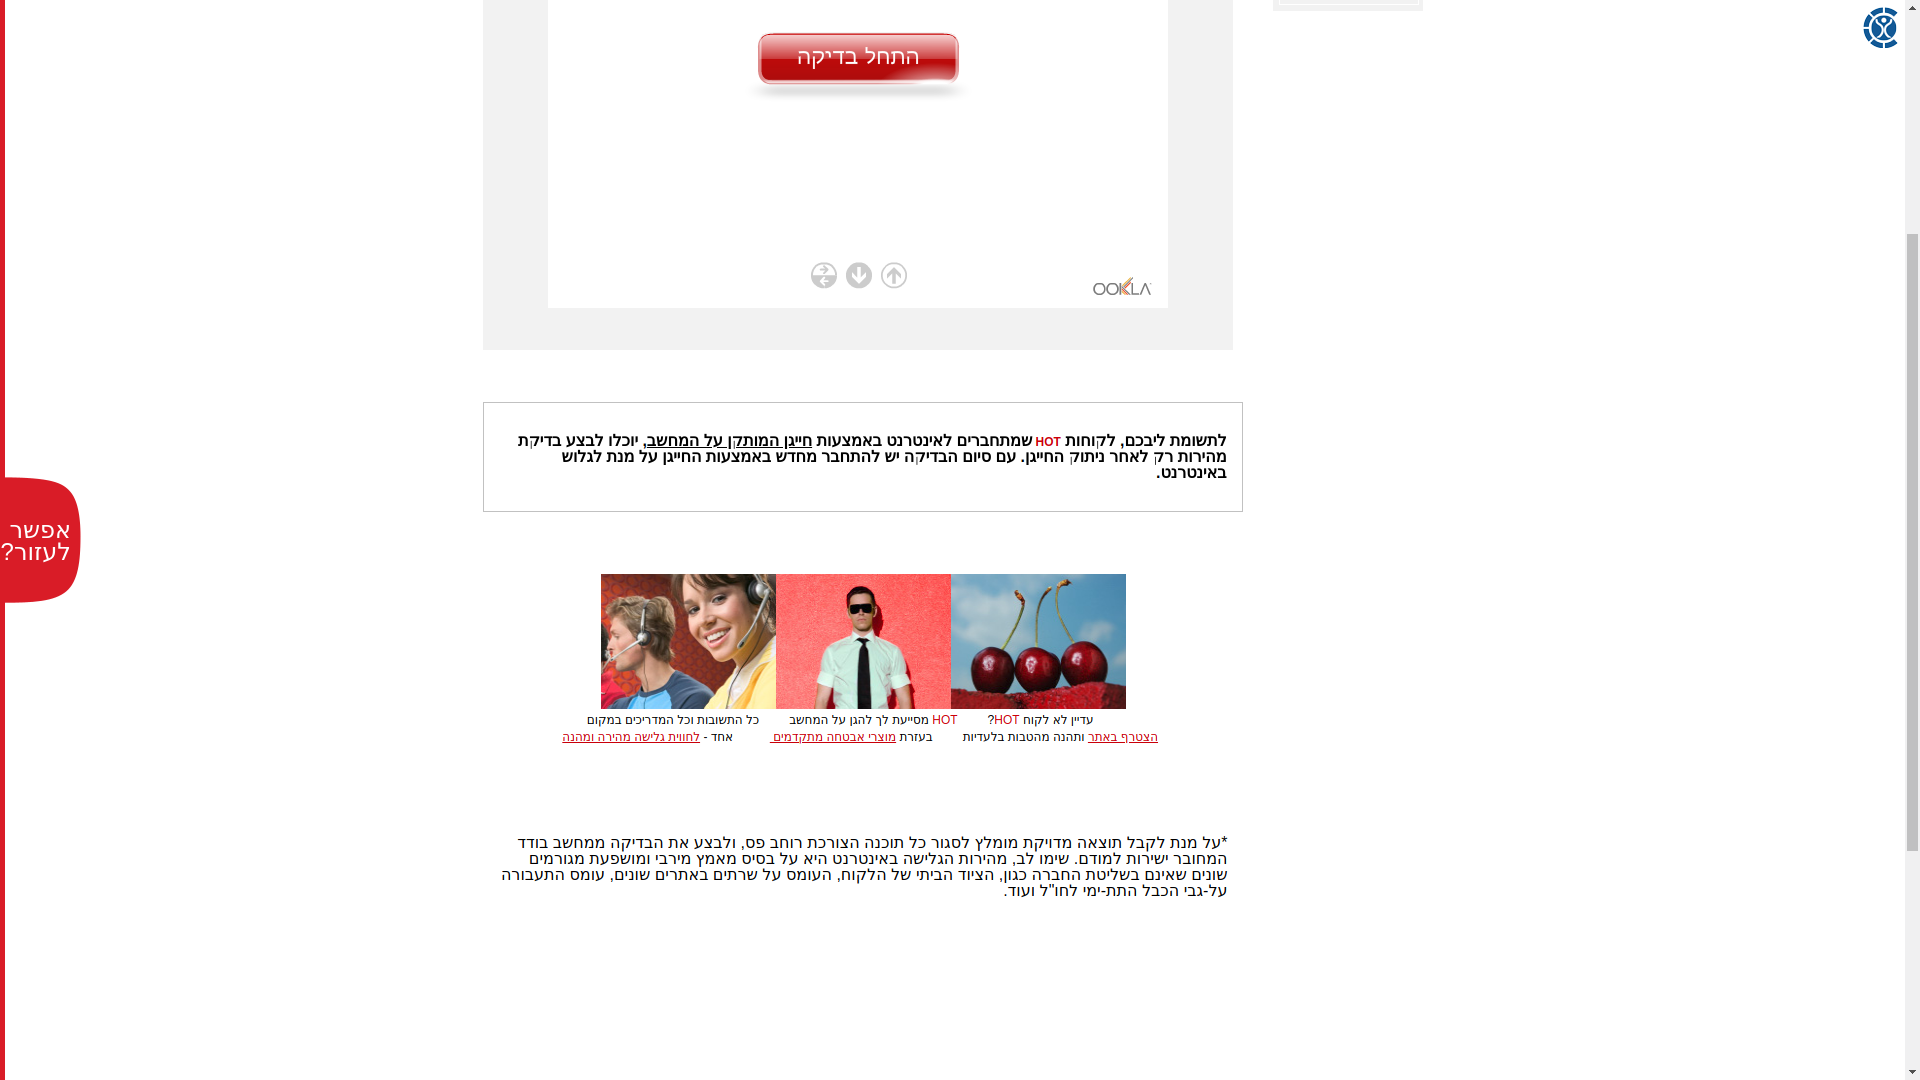 התחל בדיקה
OOKLA
לתשומת ליבכם, לקוחות HOT שמתחברים לאינטרנט באמצעות חייגן המותקן על המחשב, יוכלו לבצע בדיקת
מהירות רק לאחר ניתוק החייגן. עם סיום הבדיקה יש להתחבר מחדש באמצעות החייגן על מנת לגלוש
באינטרנט.
אפשר
לעזור?
עדיין לא לקוח HOT?
הצטרף באתר ותהנה מהטבות בלעדיות
HOT מסייעת לך להגן על המחשב
בעזרת מוצרי אבטחה מתקדמים
כל התשובות וכל המדריכים במקום
אחד - לחווית גלישה מהירה ומהנה
*על מנת לקבל תוצאה מדויקת מומלץ לסגור כל תוכנה הצורכת רוחב פס, ולבצע את הבדיקה ממחשב בודד
המחובר ישירות למודם. שימו לב, מהירות הגלישה באינטרנט היא על בסיס מאמץ מירבי ומושפעת מגורמים
שונים שאינם בשליטת החברה כגון, הציוד הביתי של הלקוח, העומס על שרתים באתרים שונים, עומס התעבורה
על-גבי הכבל התת-ימי לחו"ל ועוד.